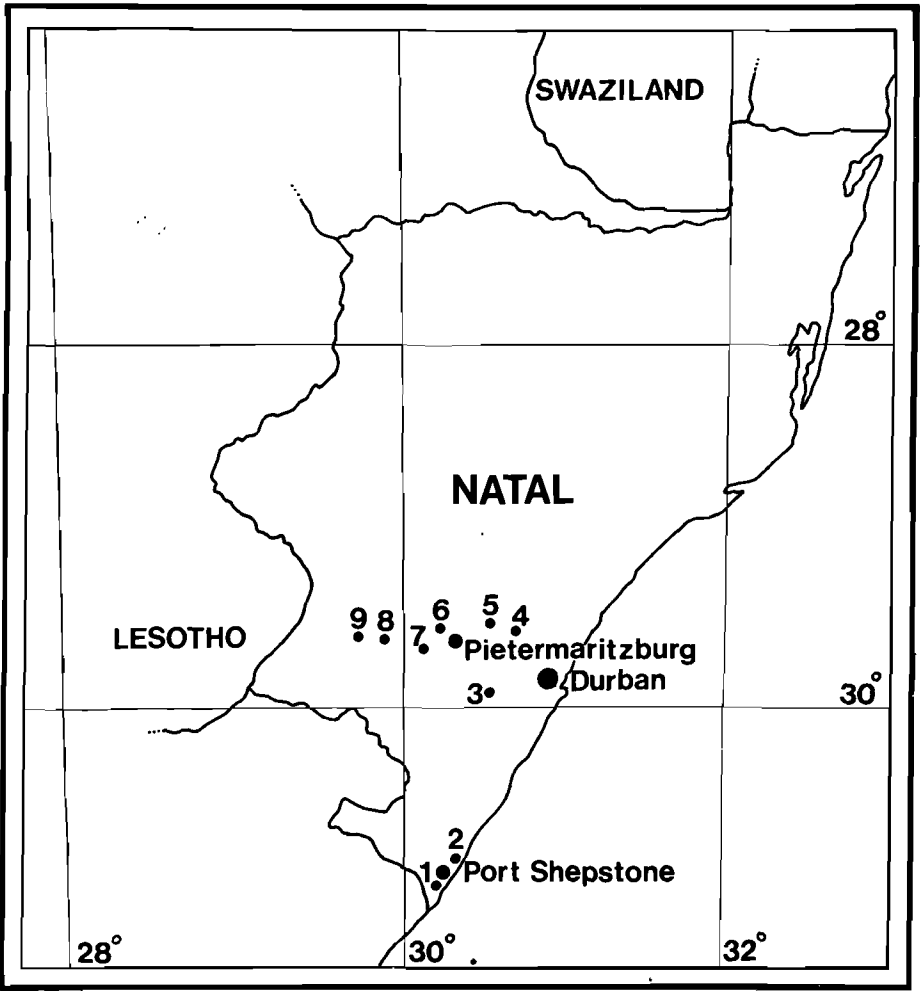 SWAZILAND
28°
NATAL
9 8 7 6 5 4
LESOTHO
Pietermaritzburg
3 Durban
30°
2
1 Port Shepstone
28° 30° 32°